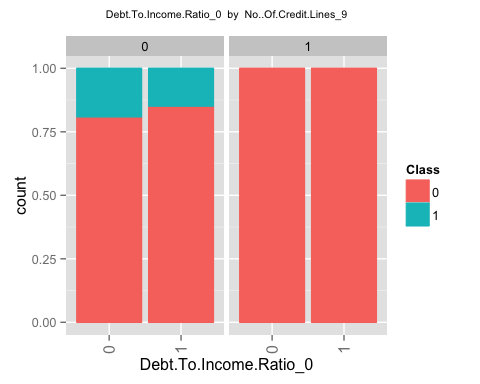 Debt.To.Income.Ratio_0 by No..Of.Credit.Lines_9
0 1
1.00
0.75
0.50
0.25
0.00
count
0 1 0 1
Debt.To.Income.Ratio_0
Class
0
1